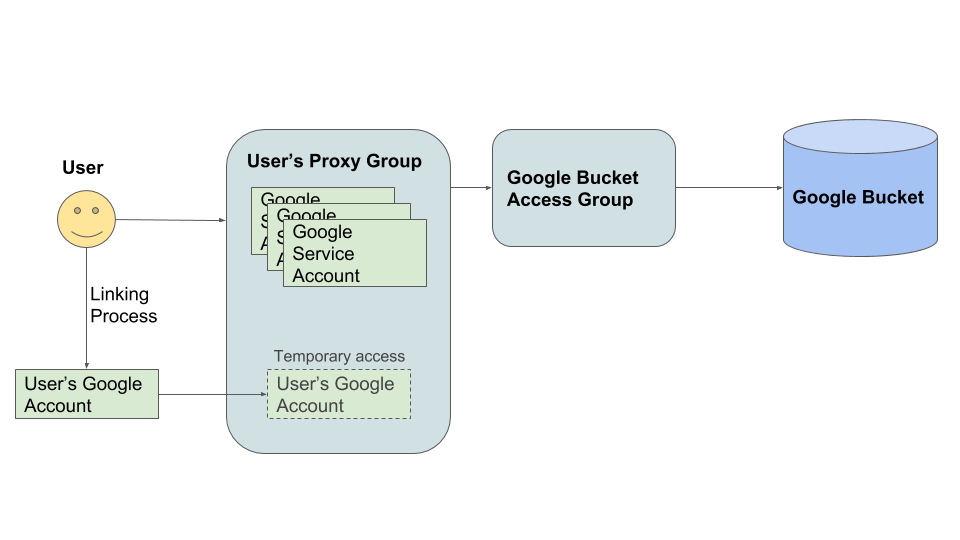 User
Linking
Process
User’s Google
Account
User’s Proxy Group
Google
Google
Google
Service
Account
Temporary access
User’s Google
Account
Google Bucket
Access Group
Google Bucket